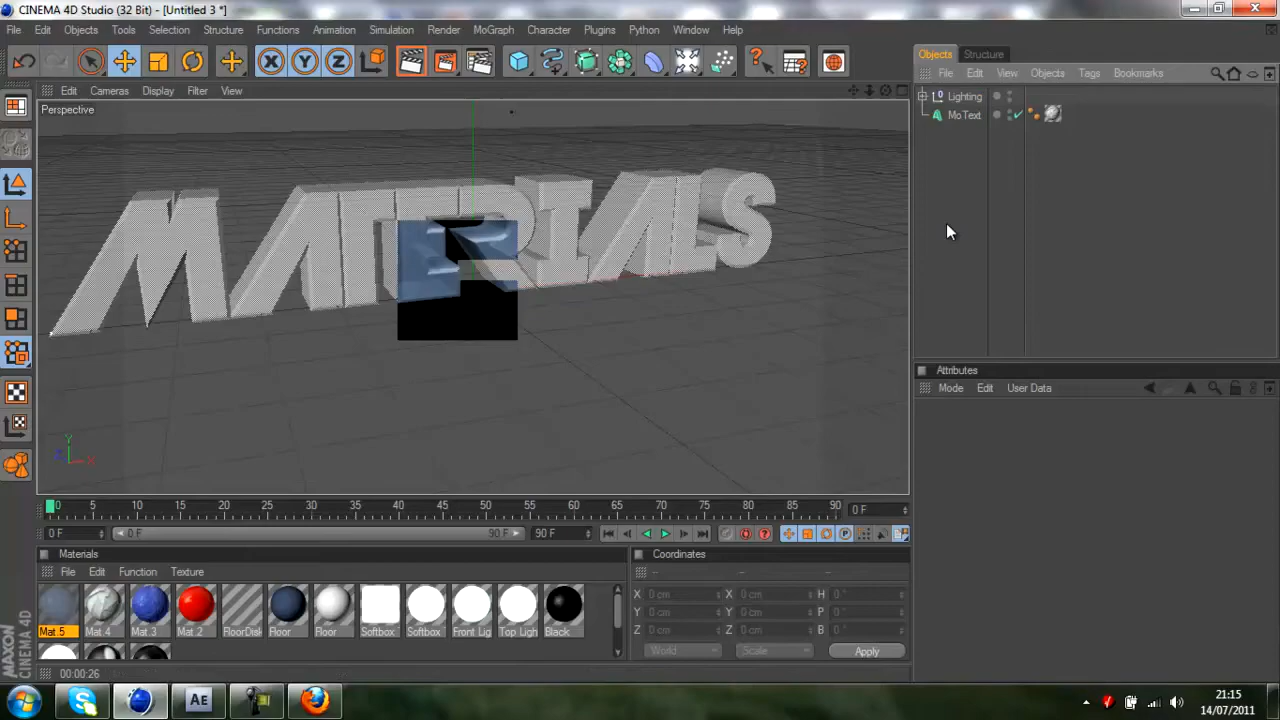 CINEMA 4D Studio (32 Bit) - [Untitled 3 *]
File Edit Objects Tools Selection Structure Functions Animation Simulation Render MoGraph Character Plugins Python Window Help
X Y Z
Objects Structure
File Edit View Objects Tags Bookmarks
Edit Cameras Display Filter View
Perspective
Lighting
MoText
MATERIALS
Y
X
Attributes
Mode Edit User Data
0 5 10 15 20 25 30 35 40 45 50 55 60 65 70 75 80 85 90 0 F
0 F 0 F 90 F 90 F
Materials
File Edit Function Texture
Mat.5 Mat.4 Mat.3 Mat.2 FloorDisk Floor Floor Softbox Softbox Front Lig Top Ligh Black
Coordinates
-- -- --
X 0 cm X 0 cm H 0 °
Y 0 cm Y 0 cm P 0 °
Z 0 cm Z 0 cm B 0 °
World Scale Apply
MAXON CINEMA 4D
00:00:26
AE
21:15
14/07/2011